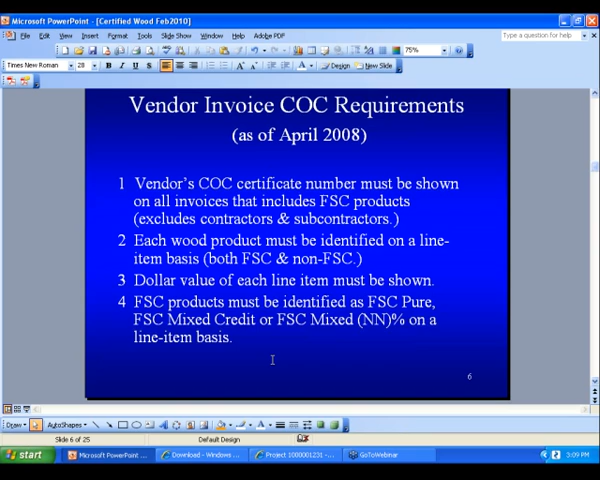 Microsoft PowerPoint - [Certified Wood Feb2010]
File Edit View Insert Format Tools Slide Show Window Help Adobe PDF
Type a question for help
75%
Times New Roman 28 B I U S Design New Slide
Vendor Invoice COC Requirements
(as of April 2008)
1 Vendor's COC certificate number must be shown
on all invoices that includes FSC products
(excludes contractors & subcontractors.)
2 Each wood product must be identified on a line-
item basis (both FSC & non-FSC.)
3 Dollar value of each line item must be shown.
4 FSC products must be identified as FSC Pure,
FSC Mixed Credit or FSC Mixed (NN)% on a
line-item basis.
6
Draw AutoShapes
Slide 6 of 25 Default Design
start Microsoft PowerPoint ... Download - Windows ... Project 1000001231 - ... GoToWebinar 3:09 PM